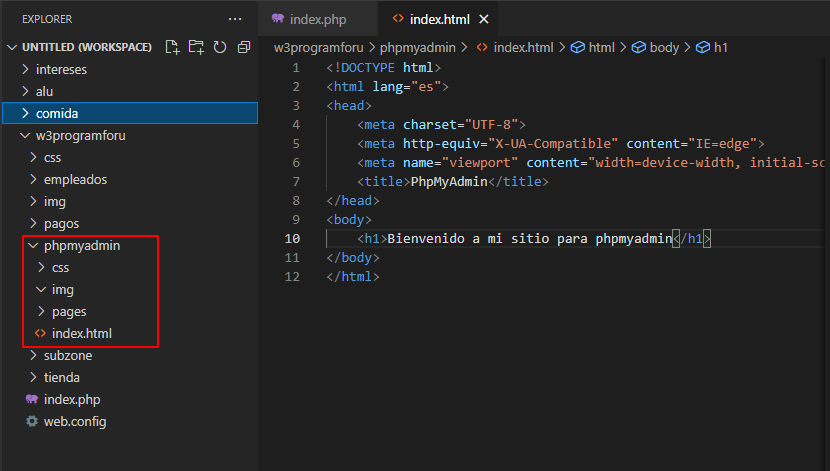 EXPLORER
UNTITLED (WORKSPACE)
intereses
alu
comida
w3programforu
css
empleados
img
pagos
phpmyadmin
css
img
pages
index.html
subzone
tienda
index.php
web.config
index.php
index.html
w3programforu > phpmyadmin > index.html > html > body > h1
1 <!DOCTYPE html>
2 <html lang="es">
3 <head>
4 <meta charset="UTF-8">
5 <meta http-equiv="X-UA-Compatible" content="IE=edge">
6 <meta name="viewport" content="width=device-width, initial-sc
7 <title>PhpMyAdmin</title>
8 </head>
9 <body>
10 <h1>Bienvenido a mi sitio para phpmyadmin</h1>
11 </body>
12 </html>